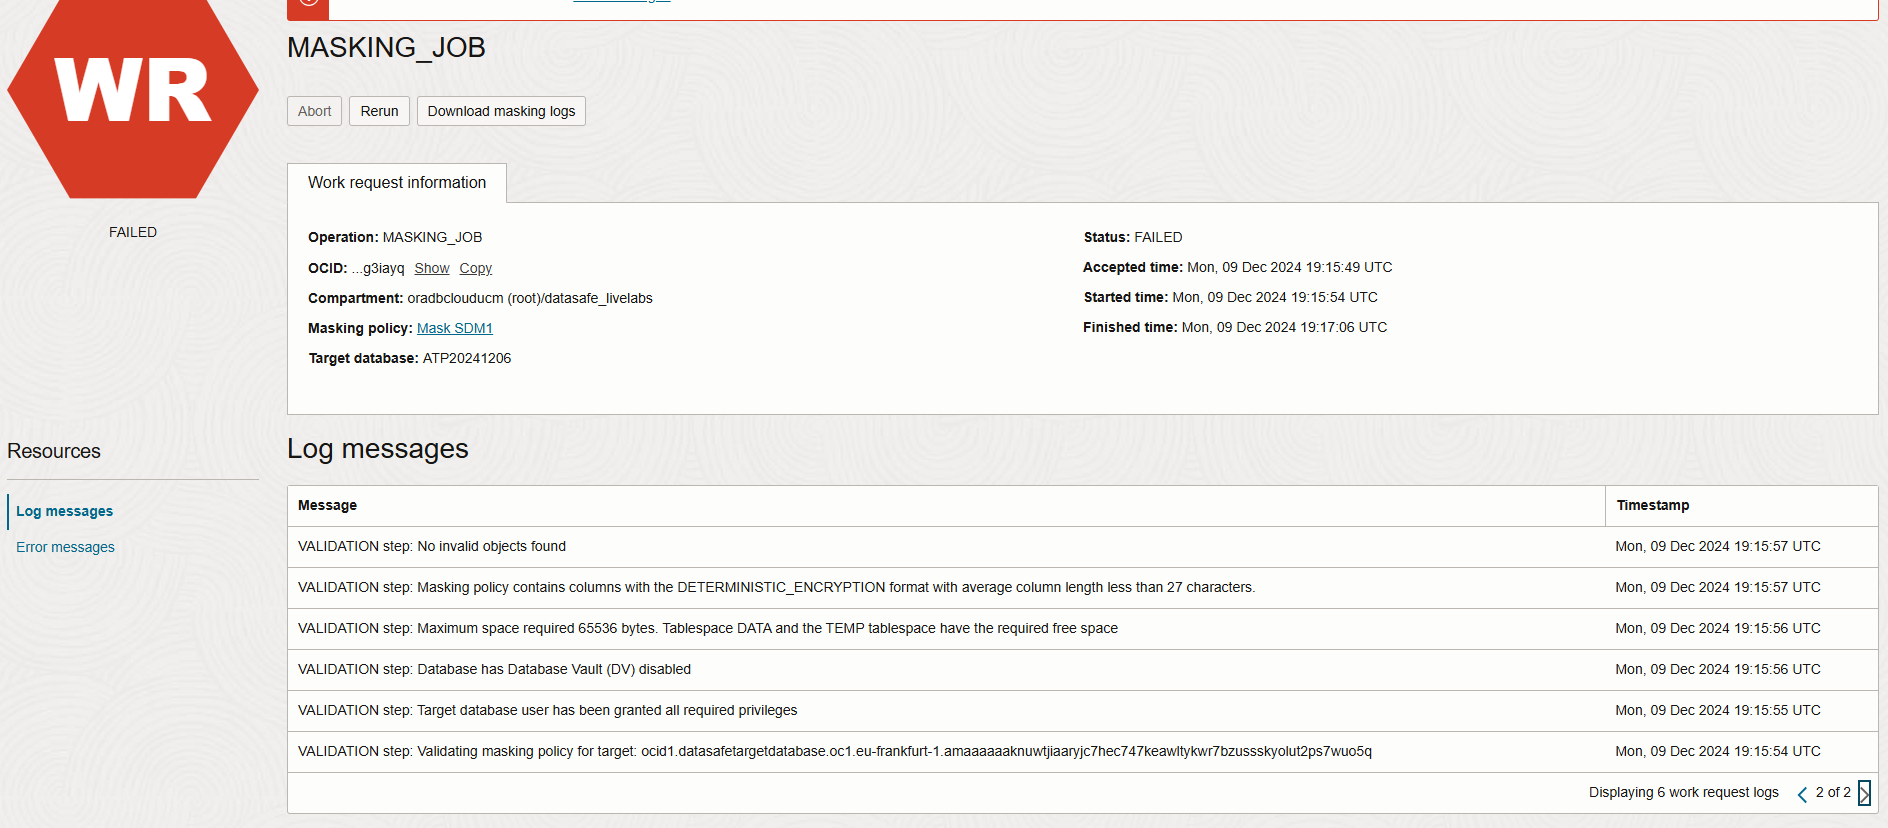 WR
FAILED
MASKING_JOB
Abort
Rerun
Download masking logs
Work request information
Operation: MASKING_JOB
OCID: ...g3iayq Show Copy
Compartment: oradbclouducm (root)/datasafe_livelabs
Masking policy: Mask SDM1
Target database: ATP20241206
Status: FAILED
Accepted time: Mon, 09 Dec 2024 19:15:49 UTC
Started time: Mon, 09 Dec 2024 19:15:54 UTC
Finished time: Mon, 09 Dec 2024 19:17:06 UTC
Resources
Log messages
Error messages
Log messages
Message Timestamp
VALIDATION step: No invalid objects found Mon, 09 Dec 2024 19:15:57 UTC
VALIDATION step: Masking policy contains columns with the DETERMINISTIC_ENCRYPTION format with average column length less than 27 characters. Mon, 09 Dec 2024 19:15:57 UTC
VALIDATION step: Maximum space required 65536 bytes. Tablespace DATA and the TEMP tablespace have the required free space Mon, 09 Dec 2024 19:15:56 UTC
VALIDATION step: Database has Database Vault (DV) disabled Mon, 09 Dec 2024 19:15:56 UTC
VALIDATION step: Target database user has been granted all required privileges Mon, 09 Dec 2024 19:15:55 UTC
VALIDATION step: Validating masking policy for target: ocid1.datasafetargetdatabase.oc1.eu-frankfurt-1.amaaaaaaknuwtjiaaryjc7hec747keawltykwr7bzussskyolut2ps7wuo5q Mon, 09 Dec 2024 19:15:54 UTC
Displaying 6 work request logs 2 of 2